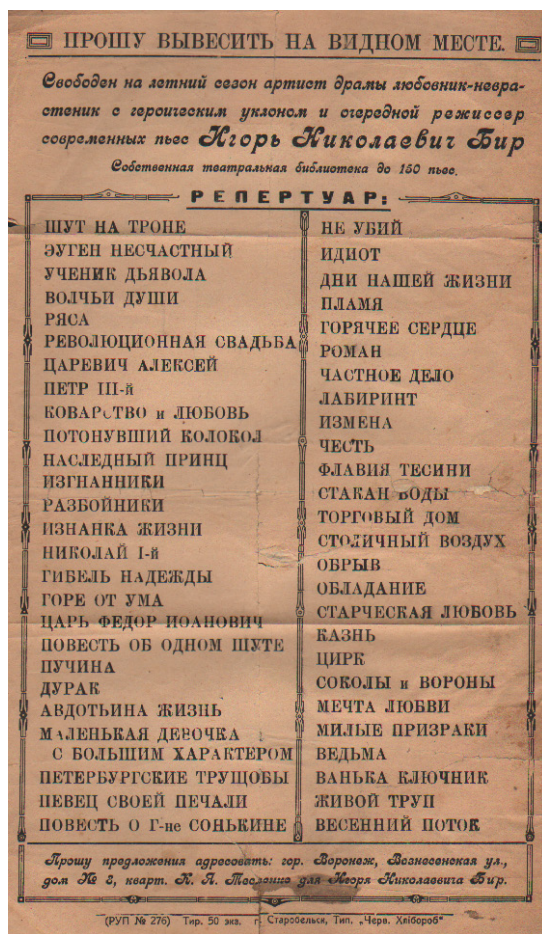 ПРОШУ ВЫВЕСИТЬ НА ВИДНОМ МЕСТЕ.
Свободен на летний сезон артист драмы любовник-невра-
стеник с героическим уклоном и очередной режиссер
современных пьес Игорь Николаевич Бир
Собственная театральная библиотека до 150 пьес.
РЕПЕРТУАР:
ШУТ НА ТРОНЕ
ЭУГЕН НЕСЧАСТНЫЙ
УЧЕНИК ДЬЯВОЛА
ВОЛЧЬИ ДУШИ
РЯСА
РЕВОЛЮЦИОННАЯ СВАДЬБА
ЦАРЕВИЧ АЛЕКСЕЙ
ПЕТР III-й
КОВАРСТВО и ЛЮБОВЬ
ПОТОНУВШИЙ КОЛОКОЛ
НАСЛЕДНЫЙ ПРИНЦ
ИЗГНАННИКИ
РАЗБОЙНИКИ
ИЗНАНКА ЖИЗНИ
НИКОЛАЙ I-й
ГИБЕЛЬ НАДЕЖДЫ
ГОРЕ ОТ УМА
ЦАРЬ ФЕДОР ИОАНОВИЧ
ПОВЕСТЬ ОБ ОДНОМ ШУТЕ
ПУЧИНА
ДУРАК
АВДОТЬИНА ЖИЗНЬ
МАЛЕНЬКАЯ ДЕВОЧКА
С БОЛЬШИМ ХАРАКТЕРОМ
ПЕТЕРБУРГСКИЕ ТРУЩОБЫ
ПЕВЕЦ СВОЕЙ ПЕЧАЛИ
ПОВЕСТЬ О Г-не СОНЬКИНЕ
НЕ УБИЙ
ИДИОТ
ДНИ НАШЕЙ ЖИЗНИ
ПЛАМЯ
ГОРЯЧЕЕ СЕРДЦЕ
РОМАН
ЧАСТНОЕ ДЕЛО
ЛАБИРИНТ
ИЗМЕНА
ЧЕСТЬ
ФЛАВИЯ ТЕСИНИ
СТАКАН ВОДЫ
ТОРГОВЫЙ ДОМ
СТОЛИЧНЫЙ ВОЗДУХ
ОБРЫВ
ОБЛАДАНИЕ
СТАРЧЕСКАЯ ЛЮБОВЬ
КАЗНЬ
ЦИРК
СОКОЛЫ и ВОРОНЫ
МЕЧТА ЛЮБВИ
МИЛЫЕ ПРИЗРАКИ
ВЕДЬМА
ВАНЬКА КЛЮЧНИК
ЖИВОЙ ТРУП
ВЕСЕННИЙ ПОТОК
Прошу предложения адресовать: гор. Воронеж, Вознесенская ул.,
дом № 8, кварт. Н. Я. для Игоря Николаевича Бир.
(РУП № 276) Тир. 50 экз. г. Старобельск, Тип. „Черв. Хлібороб“